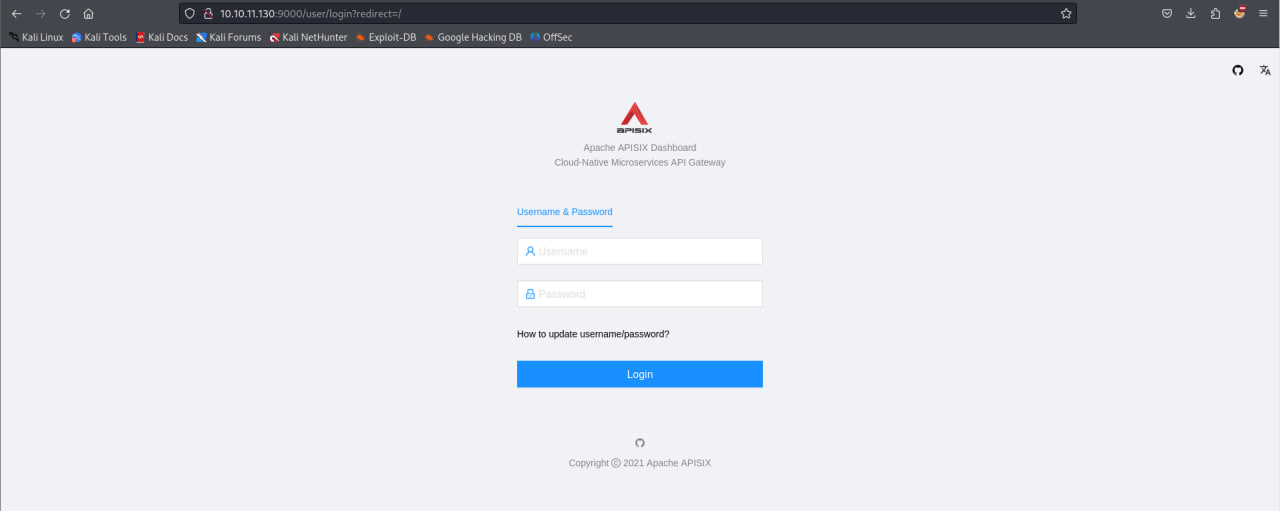 10.10.11.130:9000/user/login?redirect=/
Kali Linux Kali Tools Kali Docs Kali Forums Kali NetHunter Exploit-DB Google Hacking DB OffSec
APISIX
Apache APISIX Dashboard
Cloud-Native Microservices API Gateway
Username & Password
Username
Password
How to update username/password?
Login
Copyright © 2021 Apache APISIX